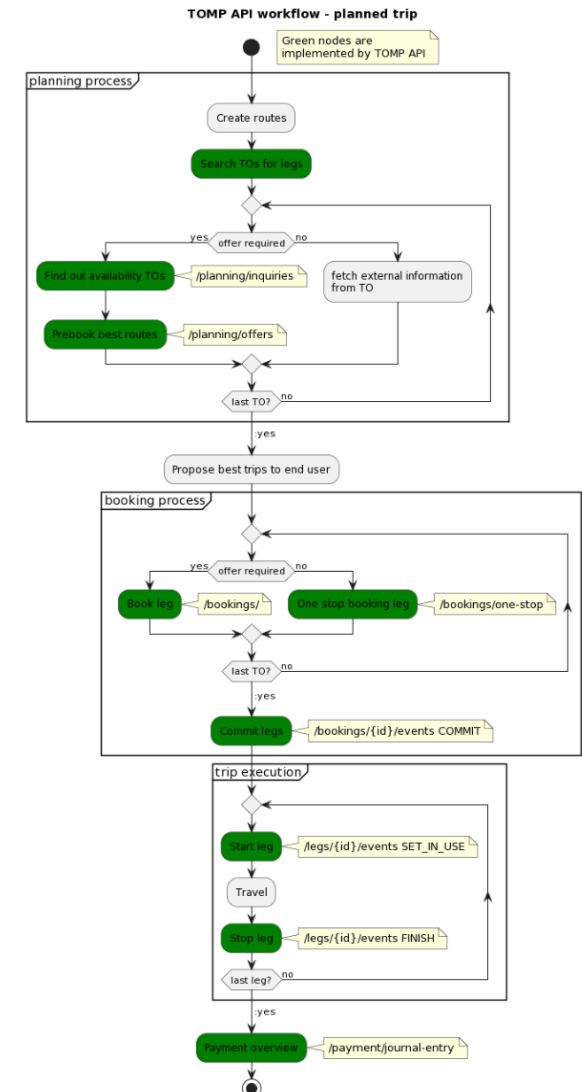 TOMP API workflow - planned trip
Green nodes are
implemented by TOMP API
planning process
Create routes
Search TOs for legs
yes
offer required
no
Find out availability TOs
/planning/inquiries
fetch external information
from TO
Prebook best routes
/planning/offers
last TO?
no
:yes
Propose best trips to end user
booking process
yes
offer required
no
Book leg
/bookings/
One stop booking leg
/bookings/one-stop
last TO?
no
:yes
Commit legs
/bookings/{id}/events COMMIT
trip execution
Start leg
/legs/{id}/events SET_IN_USE
Travel
Stop leg
/legs/{id}/events FINISH
last leg?
no
:yes
Payment overview
/payment/journal-entry